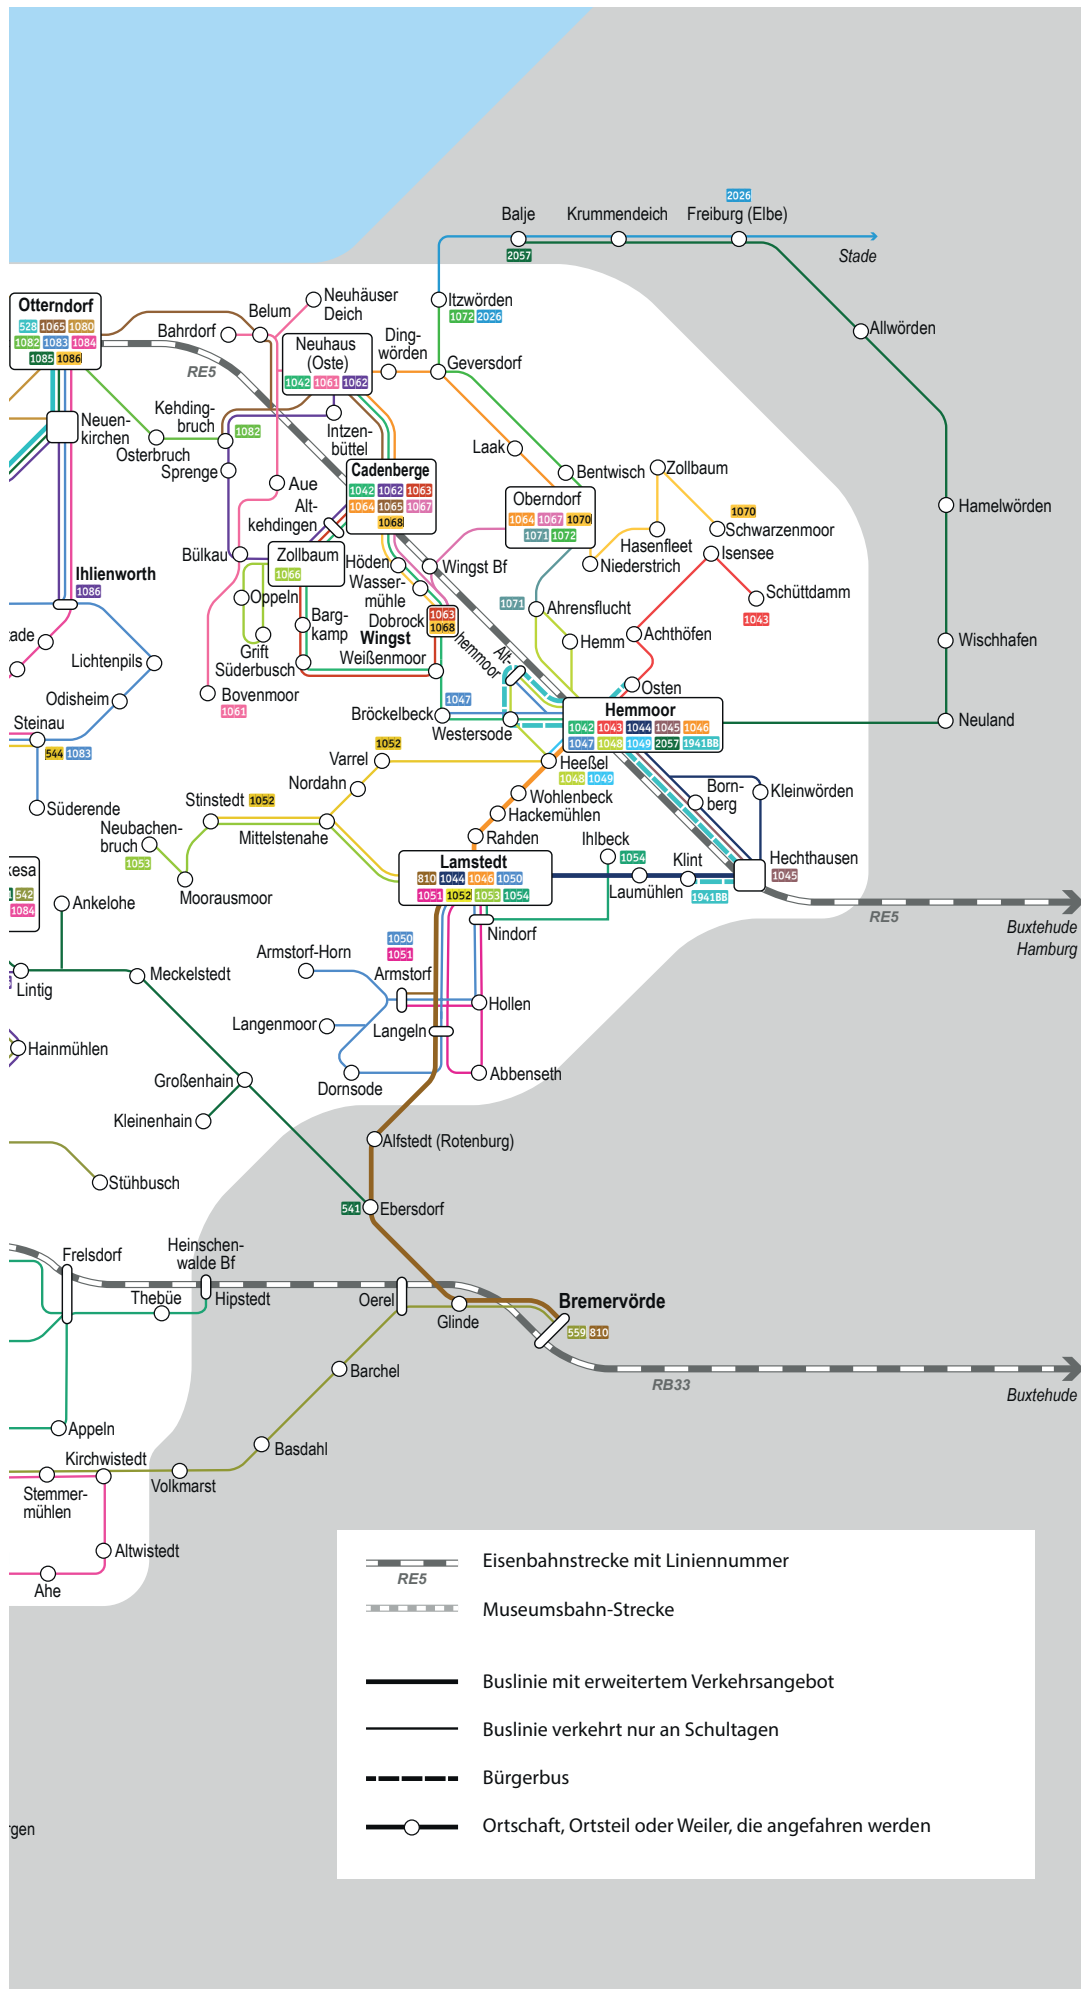 2026
Balje
Krummendeich
Freiburg (Elbe)
2057
Stade
Otterndorf
528 1065 1080
1082 1083 1084
1085 1086
Belum
Neuhäuser
Deich
Bahrdorf
Itzwörden
1072 2026
RE5
Neuhaus
(Oste)
1042 1061 1062
Ding-
wörden
Geversdorf
Allwörden
Neuen-
kirchen
Kehding-
bruch
1082
Osterbruch
Sprenge
Intzen-
büttel
Laak
Bentwisch
Zollbaum
Cadenberge
1042 1062 1063
1064 1065 1067
1068
Aue
Alt-
kehdingen
Oberndorf
1064 1067 1070
1071 1072
1070
Schwarzenmoor
Hamelwörden
Hasenfleet
Niederstrich
Isensee
Bülkau
Zollbaum
1066
Höden
Wingst Bf
Wasser-
mühle
Schüttdamm
1043
Ihlienworth
1086
Oppeln
Dobrock
1063
1068
1071
Ahrensflucht
Barg-
kamp
Wingst
Weißenmoor
Hemm
Achthöfen
Wischhafen
tade
Grift
Süderbusch
Alt-
hemmoor
Lichtenpils
Bovenmoor
1061
Osten
Odisheim
1047
Bröckelbeck
Westersode
Hemmoor
1042 1043 1044 1045 1046
1047 1048 1049 2057 1941BB
Neuland
Steinau
544 1083
1052
Varrel
Heeßel
1048 1049
Nordahn
Wohlenbeck
Born-
berg
Kleinwörden
Süderende
Stinstedt 1052
Hackemühlen
Neubachen-
bruch
1053
Mittelstenahe
Rahden
Ihlbeck
1054
Klint
Hechthausen
1045
kesa
542
1084
Moorausmoor
Lamstedt
810 1044 1046 1050
1051 1052 1053 1054
Laumühlen
1941BB
Ankelohe
RE5
Buxtehude
Hamburg
Nindorf
1050
1051
Armstorf-Horn
Armstorf
Lintig
Meckelstedt
Hollen
Langenmoor
Langeln
Hainmühlen
Großenhain
Dornsode
Abbenseth
Kleinenhain
Alfstedt (Rotenburg)
Stühbusch
541
Ebersdorf
Frelsdorf
Heinschen-
walde Bf
Thebüe
Hipstedt
Oerel
Glinde
Bremervörde
559 810
Barchel
RB33
Buxtehude
Appeln
Basdahl
Kirchwistedt
Stemmer-
mühlen
Volkmarst
Altwistedt
Ahe
Eisenbahnstrecke mit Liniennummer
RE5
Museumsbahn-Strecke
Buslinie mit erweitertem Verkehrsangebot
Buslinie verkehrt nur an Schultagen
Bürgerbus
Ortschaft, Ortsteil oder Weiler, die angefahren werden
rgen